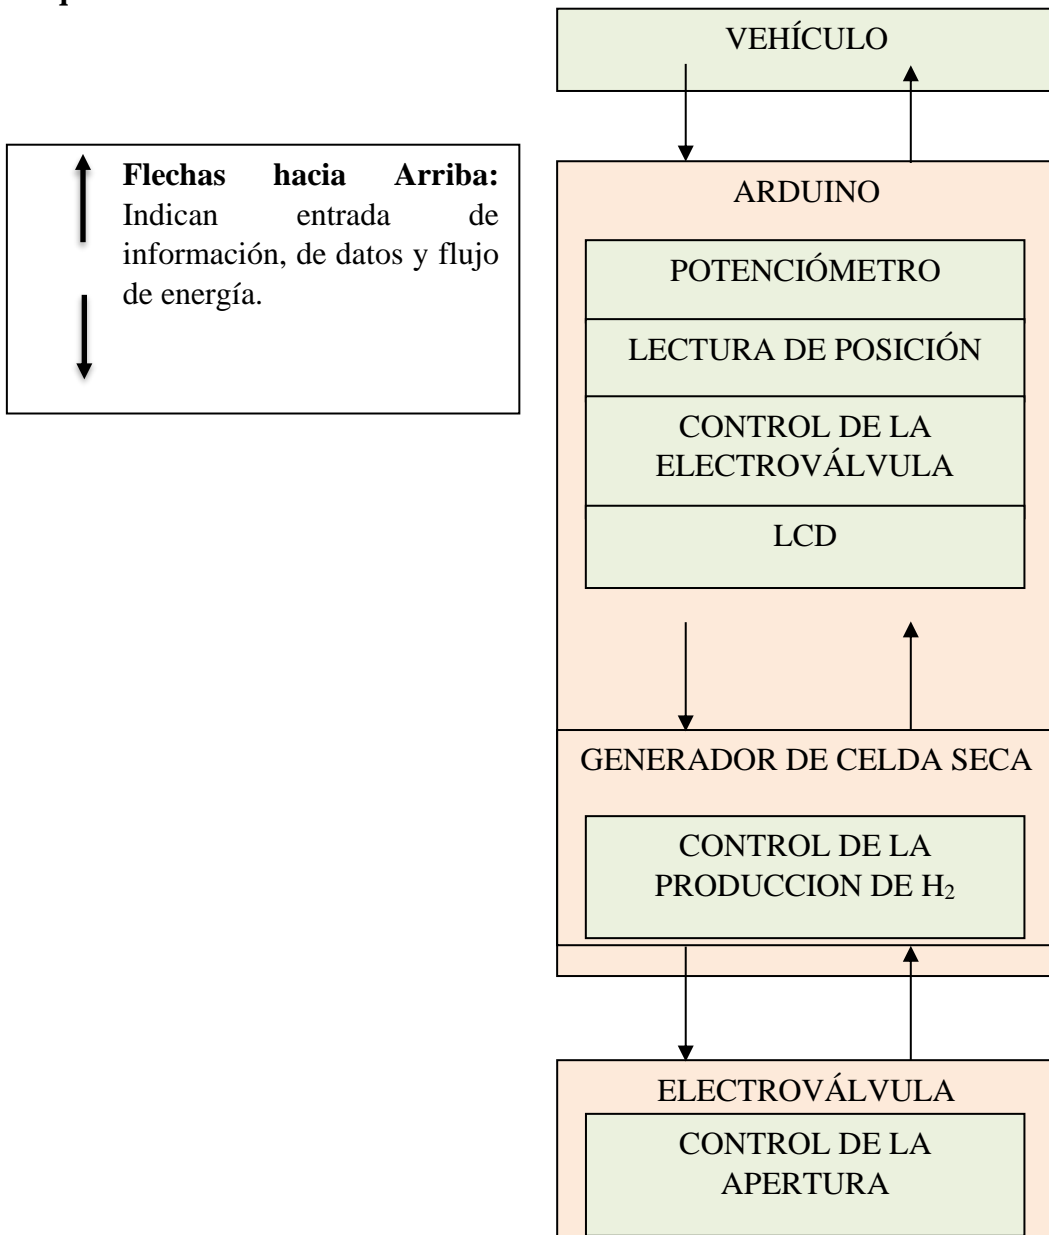 VEHÍCULO
Flechas hacia Arriba:
Indican entrada de
información, de datos y flujo
de energía.
ARDUINO
POTENCIÓMETRO
LECTURA DE POSICIÓN
CONTROL DE LA
ELECTROVÁLVULA
LCD
GENERADOR DE CELDA SECA
CONTROL DE LA
PRODUCCION DE H₂
ELECTROVÁLVULA
CONTROL DE LA
APERTURA